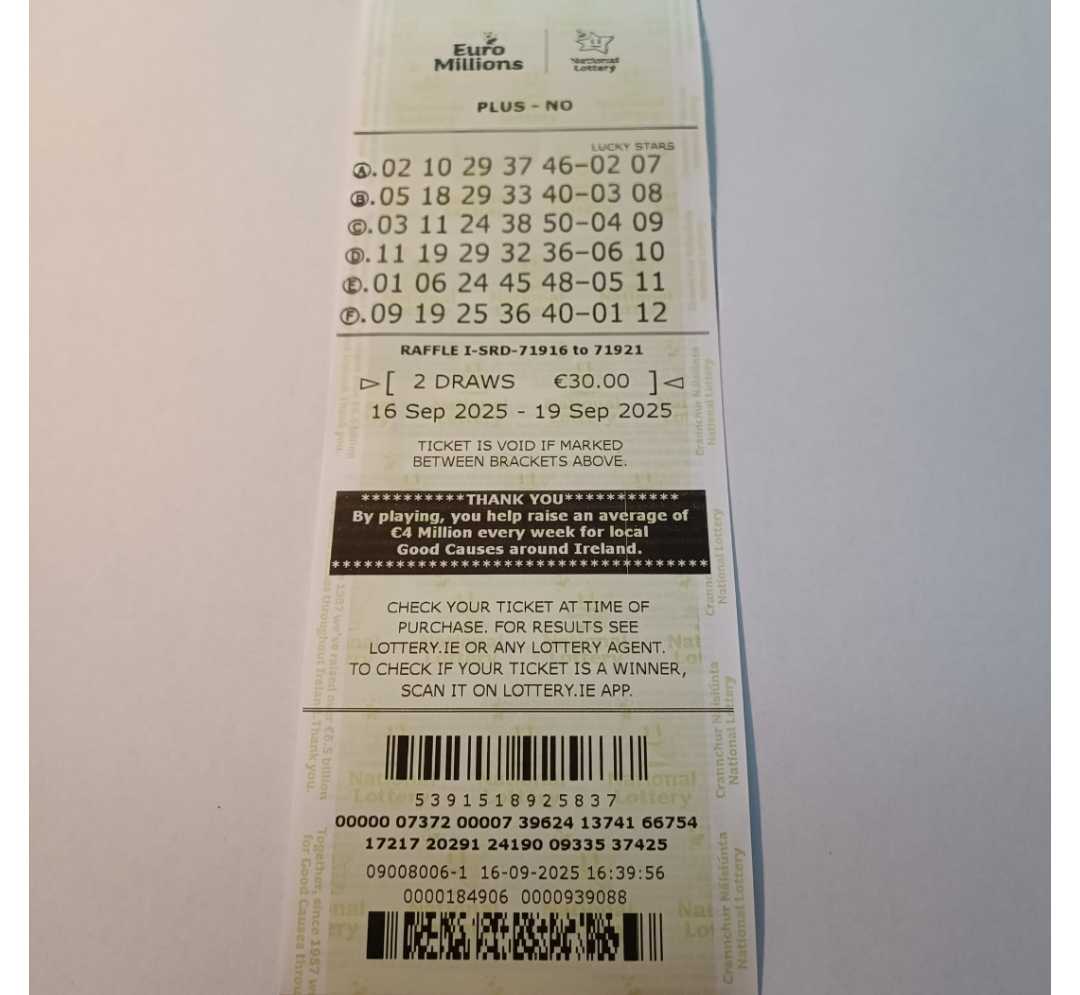 Euro Millions
National Lottery
PLUS - NO
LUCKY STARS
Ⓐ.02 10 29 37 46-02 07
Ⓑ.05 18 29 33 40-03 08
Ⓒ.03 11 24 38 50-04 09
Ⓓ.11 19 29 32 36-06 10
Ⓔ.01 06 24 45 48-05 11
Ⓕ.09 19 25 36 40-01 12
RAFFLE I-SRD-71916 to 71921
▷[ 2 DRAWS €30.00 ]◁
16 Sep 2025 - 19 Sep 2025
TICKET IS VOID IF MARKED
BETWEEN BRACKETS ABOVE.
**********THANK YOU***********
By playing, you help raise an average of
€4 Million every week for local
Good Causes around Ireland.
***********************************
CHECK YOUR TICKET AT TIME OF
PURCHASE. FOR RESULTS SEE
LOTTERY.IE OR ANY LOTTERY AGENT.
TO CHECK IF YOUR TICKET IS A WINNER,
SCAN IT ON LOTTERY.IE APP.
5391518925837
00000 07372 00007 39624 13741 66754
17217 20291 24190 09335 37425
09008006-1 16-09-2025 16:39:56
0000184906 0000939088
Crannchur Náisiúnta
National Lottery